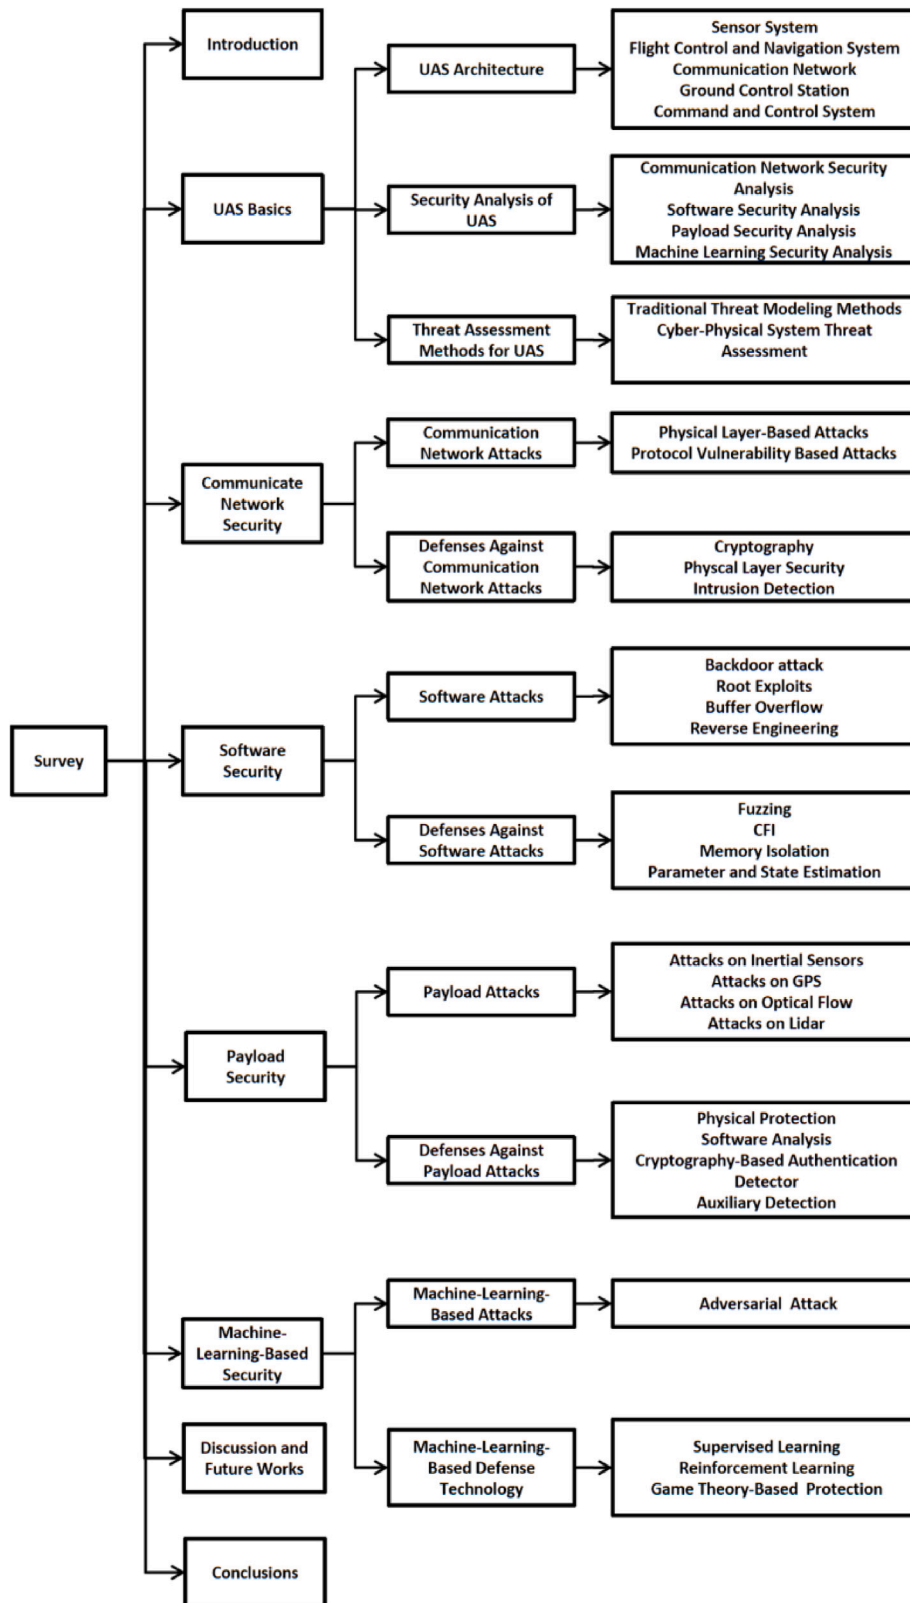 Survey
Introduction
UAS Basics
UAS Architecture
Sensor System
Flight Control and Navigation System
Communication Network
Ground Control Station
Command and Control System
Security Analysis of
UAS
Communication Network Security
Analysis
Software Security Analysis
Payload Security Analysis
Machine Learning Security Analysis
Threat Assessment
Methods for UAS
Traditional Threat Modeling Methods
Cyber-Physical System Threat
Assessment
Communicate
Network
Security
Communication
Network Attacks
Physical Layer-Based Attacks
Protocol Vulnerability Based Attacks
Defenses Against
Communication
Network Attacks
Cryptography
Physcal Layer Security
Intrusion Detection
Software
Security
Software Attacks
Backdoor attack
Root Exploits
Buffer Overflow
Reverse Engineering
Defenses Against
Software Attacks
Fuzzing
CFI
Memory Isolation
Parameter and State Estimation
Payload
Security
Payload Attacks
Attacks on Inertial Sensors
Attacks on GPS
Attacks on Optical Flow
Attacks on Lidar
Defenses Against
Payload Attacks
Physical Protection
Software Analysis
Cryptography-Based Authentication
Detector
Auxiliary Detection
Machine-
Learning-Based
Security
Machine-Learning-
Based Attacks
Adversarial Attack
Machine-Learning-
Based Defense
Technology
Supervised Learning
Reinforcement Learning
Game Theory-Based Protection
Discussion and
Future Works
Conclusions